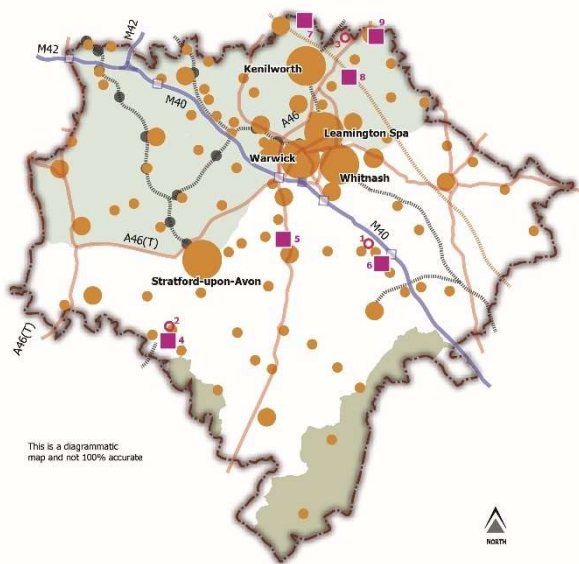 M42
M42
7
3
9
Kenilworth
8
M40
A46
Leamington Spa
Warwick
Whitnash
A46(T)
5
1
M40
6
Stratford-upon-Avon
A46(T)
2
4
This is a diagrammatic
map and not 100% accurate
NORTH